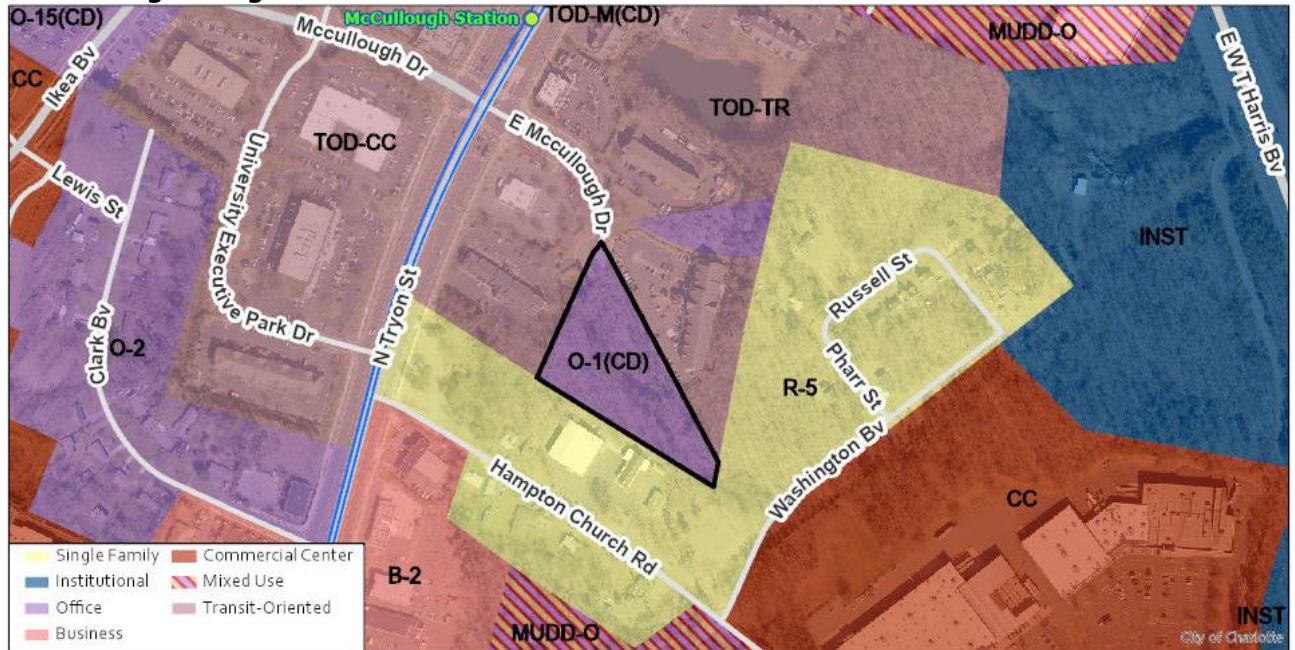 O-15(CD)
McCullough Station
TOD-M(CD)
MUDD-O
Mccullough Dr
Ikea Bv
CC
E W T Harris Bv
TOD-TR
E Mccullough Dr
TOD-CC
University Executive Park Dr
Lewis St
INST
Russell St
N Tryon St
Clark Bv
O-2
O-1(CD)
Pharr St
R-5
Washington Bv
Hampton Church Rd
CC
B-2
MUDD-O
INST
Single Family
Commercial Center
Institutional
Mixed Use
Office
Transit-Oriented
Business
City of Charlotte